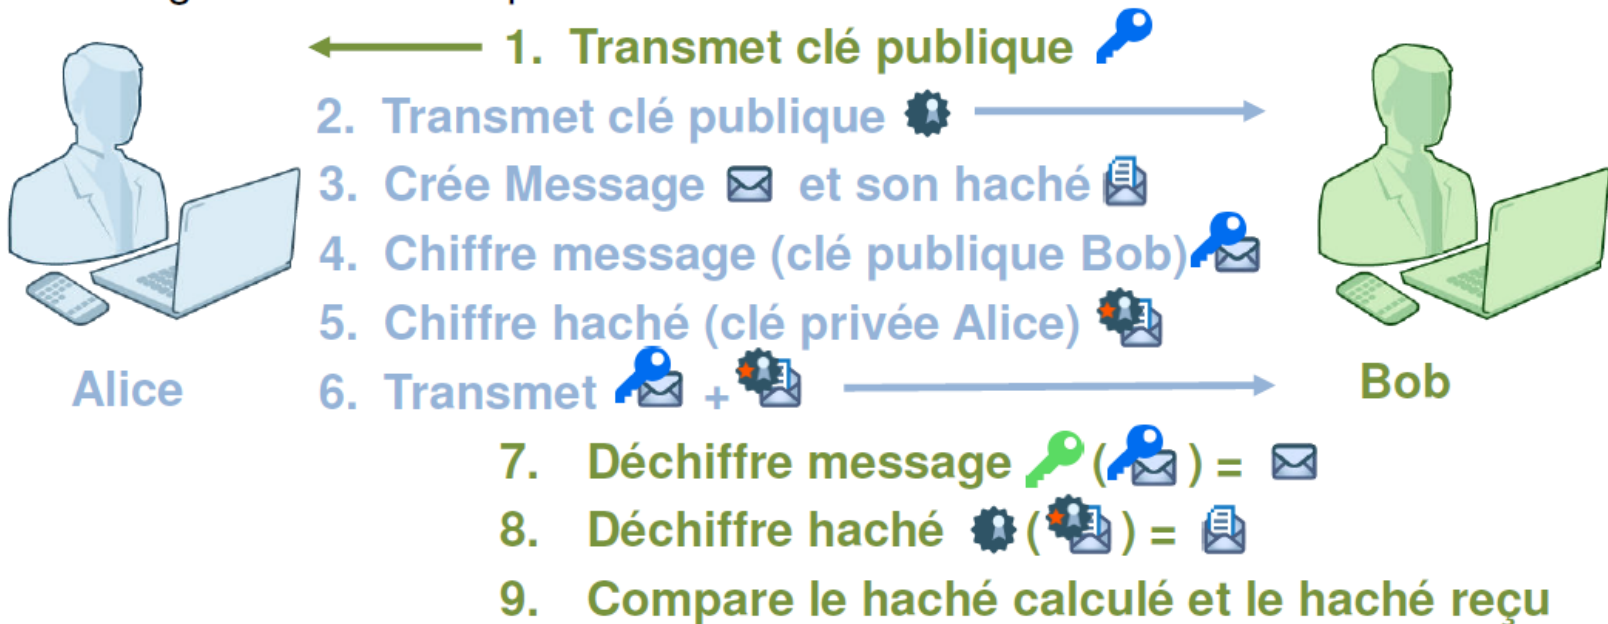 1. Transmet clé publique
2. Transmet clé publique
3. Crée Message et son haché
4. Chiffre message (clé publique Bob)
5. Chiffre haché (clé privée Alice)
Alice
6. Transmet +
Bob
7. Déchiffre message ( ) =
8. Déchiffre haché ( ) =
9. Compare le haché calculé et le haché reçu